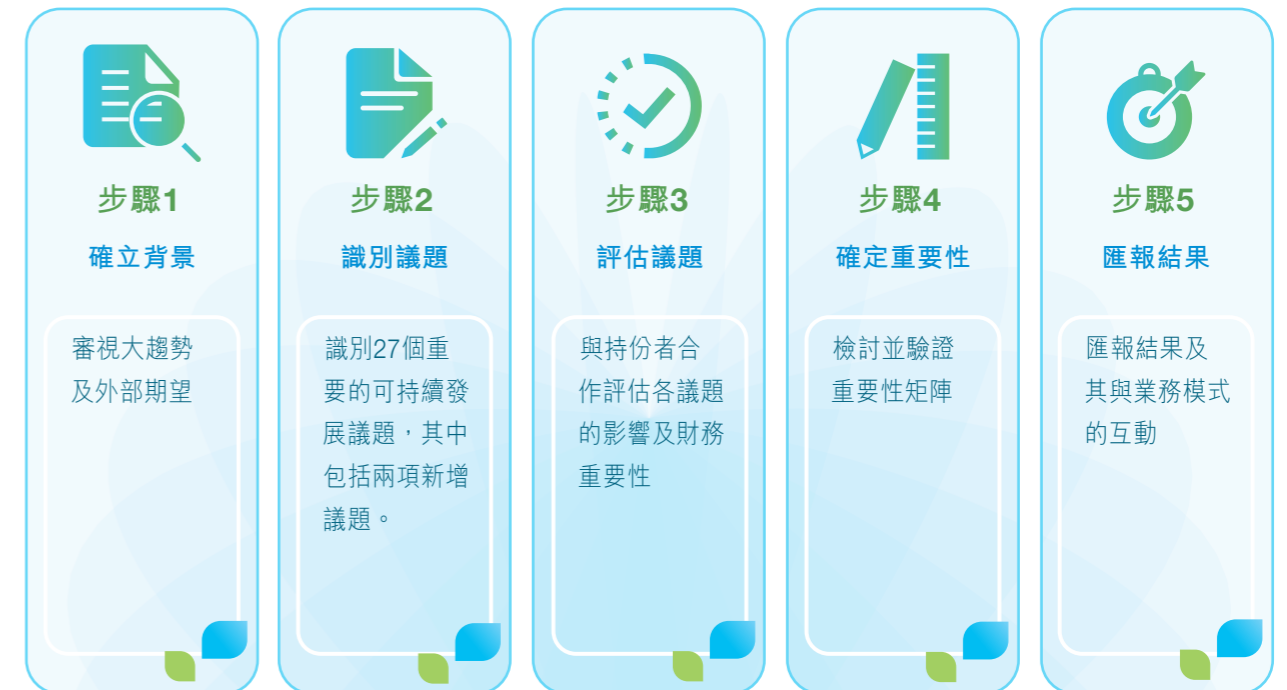 步驟1
確立背景
審視大趨勢
及外部期望
步驟2
識別議題
識別27個重
要的可持續發
展議題，其中
包括兩項新增
議題。
步驟3
評估議題
與持份者合
作評估各議題
的影響及財務
重要性
步驟4
確定重要性
檢討並驗證
重要性矩陣
步驟5
匯報結果
匯報結果及
其與業務模式
的互動